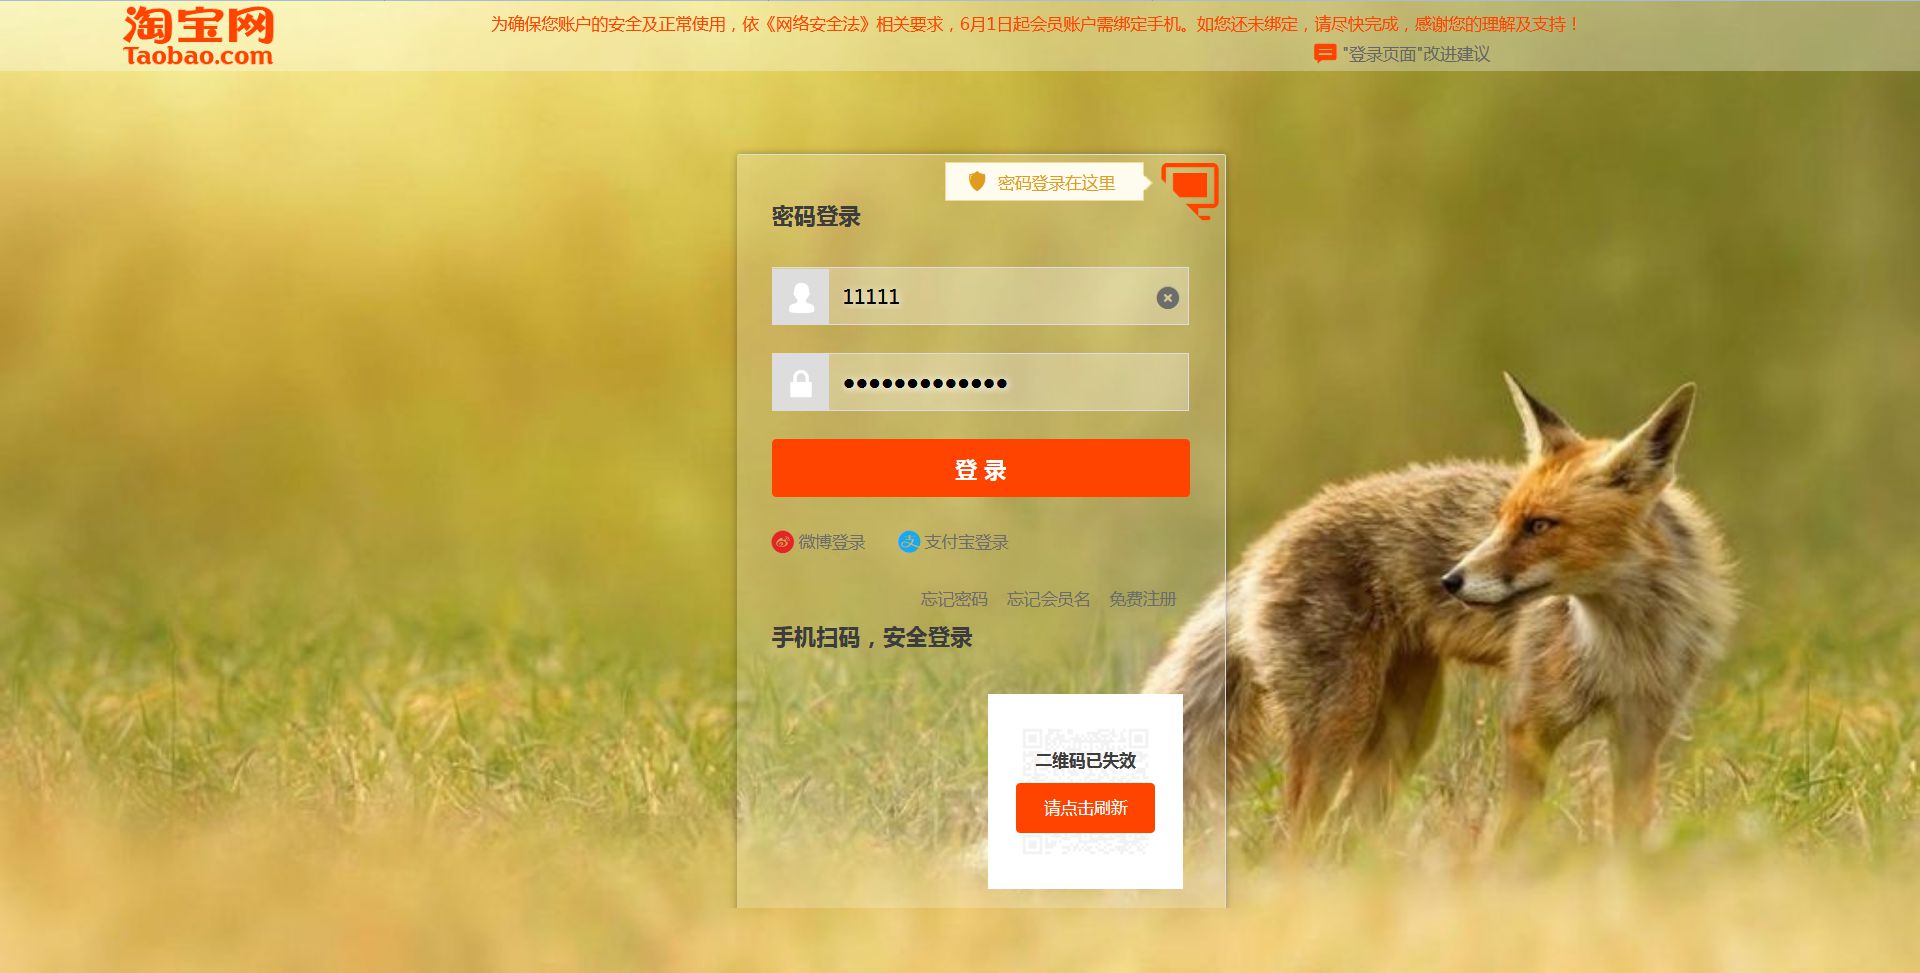 淘宝网
Taobao.com
为确保您账户的安全及正常使用，依《网络安全法》相关要求，6月1日起会员账户需绑定手机。如您还未绑定，请尽快完成，感谢您的理解及支持！
"登录页面"改进建议
密码登录在这里
密码登录
11111
登 录
微博登录 支付宝登录
忘记密码 忘记会员名 免费注册
手机扫码，安全登录
二维码已失效
请点击刷新